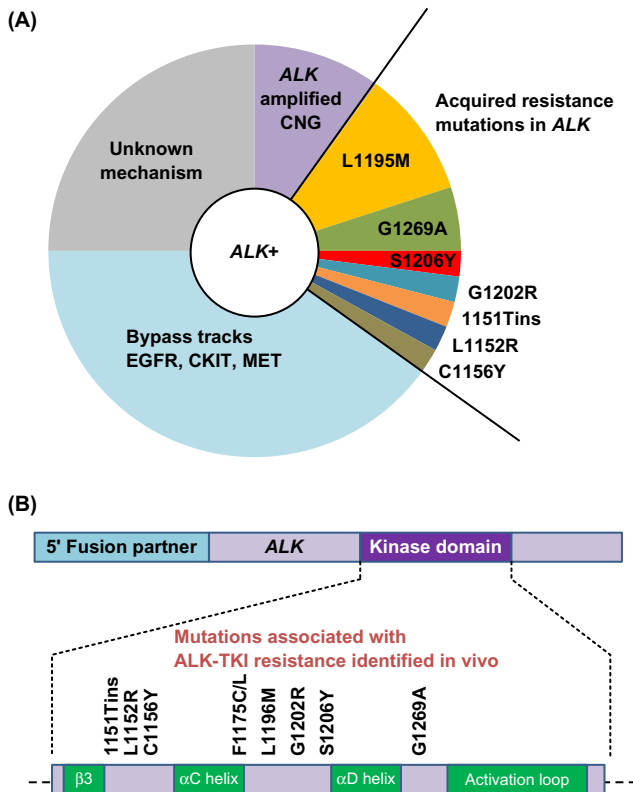 (A)
ALK
amplified
CNG
Acquired resistance
mutations in ALK
Unknown
mechanism
L1195M
G1269A
ALK+
S1206Y
G1202R
1151Tins
L1152R
C1156Y
Bypass tracks
EGFR, CKIT, MET
(B)
5' Fusion partner
ALK
Kinase domain
Mutations associated with
ALK-TKI resistance identified in vivo
1151Tins
L1152R
C1156Y
F1175C/L
L1196M
G1202R
S1206Y
G1269A
β3
αC helix
αD helix
Activation loop